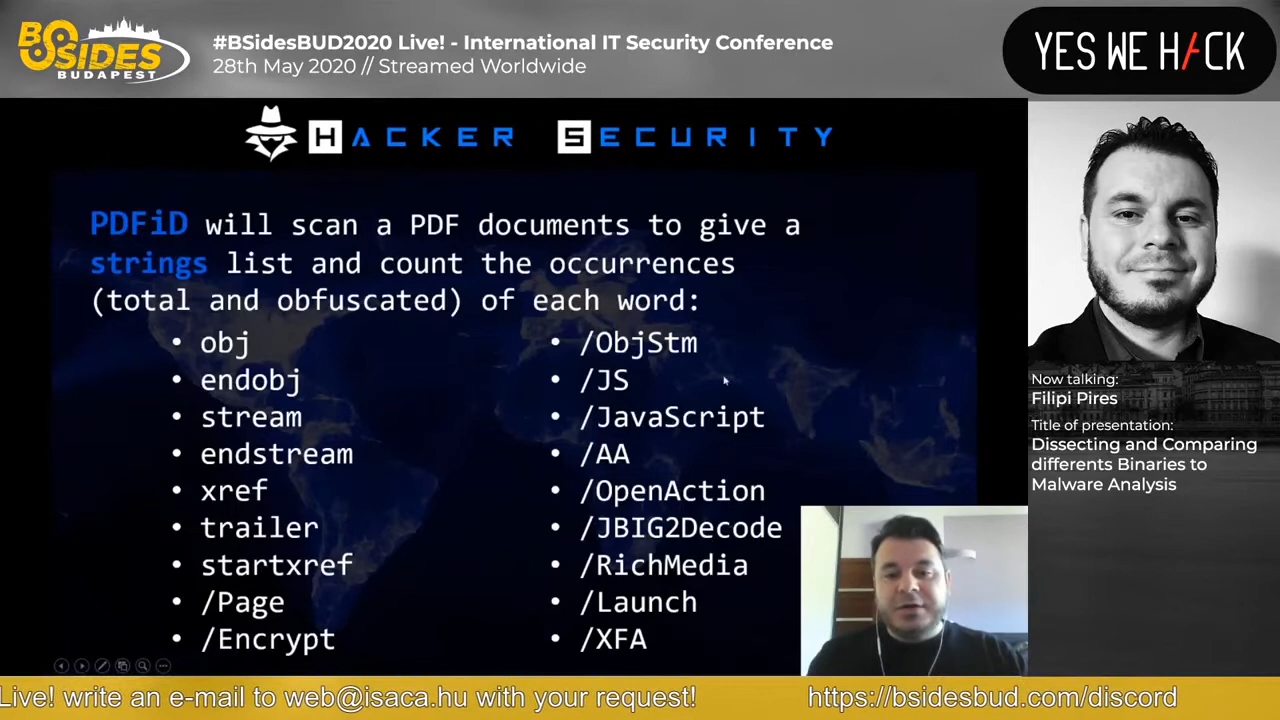 BSIDES
BUDAPEST
#BSidesBUD2020 Live! - International IT Security Conference
28th May 2020 // Streamed Worldwide
YES WE H/CK
HACKER SECURITY
PDFiD will scan a PDF documents to give a
strings list and count the occurrences
(total and obfuscated) of each word:
• obj
• endobj
• stream
• endstream
• xref
• trailer
• startxref
• /Page
• /Encrypt
• /ObjStm
• /JS
• /JavaScript
• /AA
• /OpenAction
• /JBIG2Decode
• /RichMedia
• /Launch
• /XFA
Now talking:
Filipi Pires
Title of presentation:
Dissecting and Comparing
differents Binaries to
Malware Analysis
Live! write an e-mail to web@isaca.hu with your request!
https://bsidesbud.com/discord